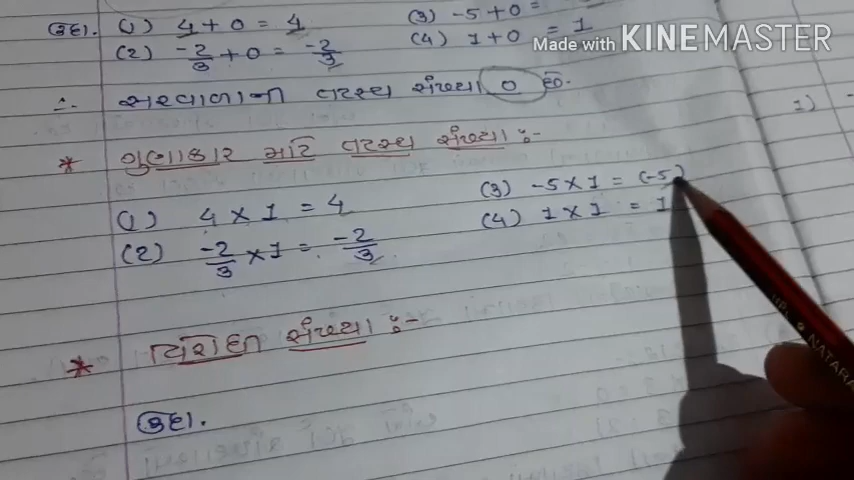 ઉદા. (1) 4 + 0 = 4 (3) -5 + 0 =
(2) -2/3 + 0 = -2/3 (4) 1 + 0 = 1
Made with KINEMASTER
∴ સરવાળાની તટસ્થ સંખ્યા 0 છે.
1)
* ગુણાકાર માટે તટસ્થ સંખ્યા :-
(1) 4 × 1 = 4 (3) -5 × 1 = (-5)
(2) -2/3 × 1 = -2/3 (4) 1 × 1 = 1
* વિરોધી સંખ્યા :-
ઉદા.